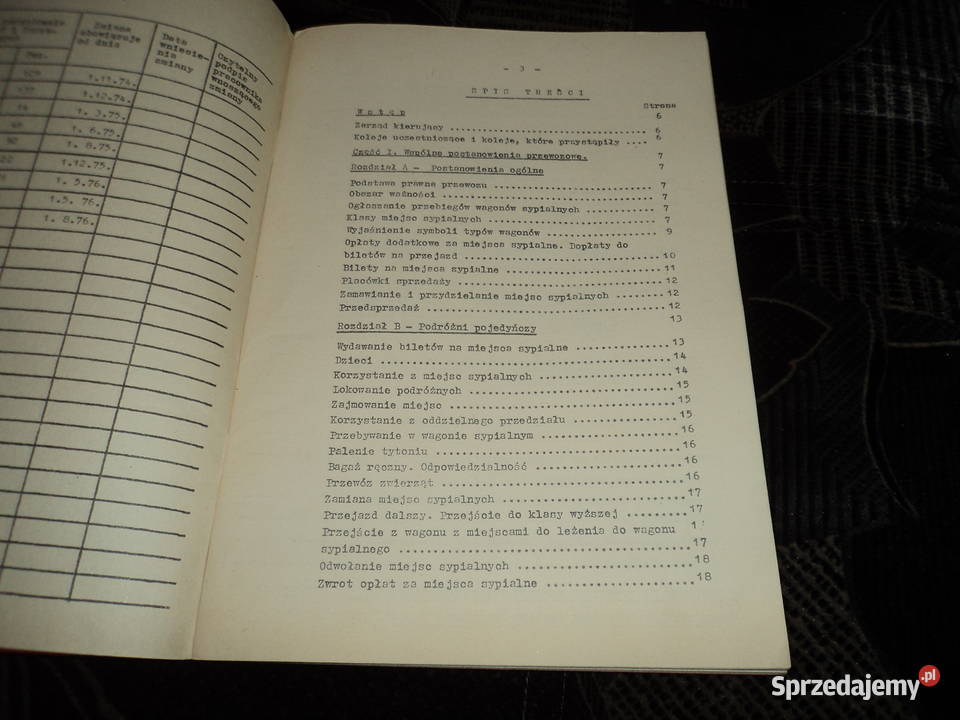 Zmiana
obowiązuje
od dnia
Data
wniesie-
nia
zmiany
Czytelny
podpis
pracownika
wnoszącego
zmiany
1.11.74.
1.12.74.
1. 3.75.
1. 6.75.
1. 8.75.
1.12.75.
1. 5.76.
1.5. 76.
1. 8.76.
- 3 -
SPIS TREŚCI
Strona
Wstęp 6
Zarząd kierujący .......................... 6
Koleje uczestniczące i koleje, które przystąpiły .... 6
Część I. Wspólne postanowienia przewozowe. 7
Rozdział A - Postanowienia ogólne 7
Podstawa prawna przewozu .......................... 7
Obszar ważności .......................... 7
Ogłaszanie przebiegów wagonów sypialnych .......... 7
Klasy miejsc sypialnych .......................... 7
Wyjaśnienie symboli typów wagonów .............. 9
Opłaty dodatkowe za miejsca sypialne. Dopłaty do
biletów na przejazd .......................... 10
Bilety na miejsca sypialne .......................... 11
Placówki sprzedaży .......................... 12
Zamawianie i przydzielanie miejsc sypialnych ....... 12
Przedsprzedaż .......................... 12
Rozdział B - Podróżni pojedyńczy 13
Wydawanie biletów na miejsca sypialne ............ 13
Dzieci .......................... 14
Korzystanie z miejsc sypialnych .................. 14
Lokowanie podróżnych .......................... 15
Zajmowanie miejsc .......................... 15
Korzystanie z oddzielnego przedziału .............. 15
Przebywanie w wagonie sypialnym .................. 16
Palenie tytoniu .......................... 16
Bagaż ręczny. Odpowiedzialność .................. 16
Przewóz zwierząt .......................... 16
Zamiana miejsc sypialnych .......................... 17
Przejazd dalszy. Przejście do klasy wyższej ........ 17
Przejście z wagonu z miejscami do leżenia do wagonu
sypialnego .......................... 17
Odwołanie miejsc sypialnych .......................... 18
Zwrot opłat za miejsca sypialne .................. 18
Sprzedajemy.pl